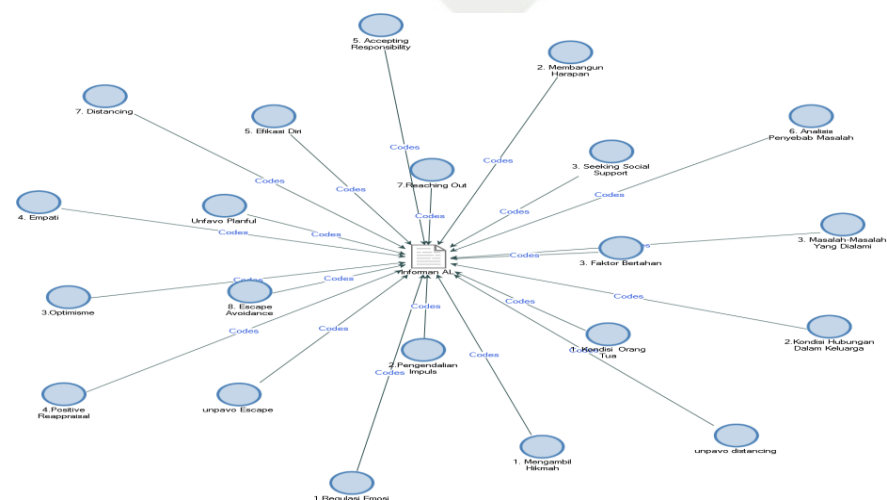 5. Accepting
Responsibility
2. Membangun
Harapan
7. Distancing
5. Efikasi Diri
6. Analisis
Penyebab Masalah
Codes
Codes
3. Seeking Social
Support
Codes
Codes
7.Reaching Out
Codes
4. Empati
Unfavo Planful
Codes
Codes
Codes
Codes
3. Masalah-Masalah
Yang Dialami
Codes
3. Faktor Bertahan
Informan AL
Codes
Codes
8. Escape
Avoidance
3.Optimisme
Codes
Codes
Codes
Codes
Codes
2.Kondisi Hubungan
Dalam Keluarga
1. Kondisi Orang
Tua
Codes
2.Pengendalian
Impuls
Codes
4.Positive
Reappraisal
unpavo Escape
unpavo distancing
1. Mengambil
Hikmah
1.Regulasi Emosi